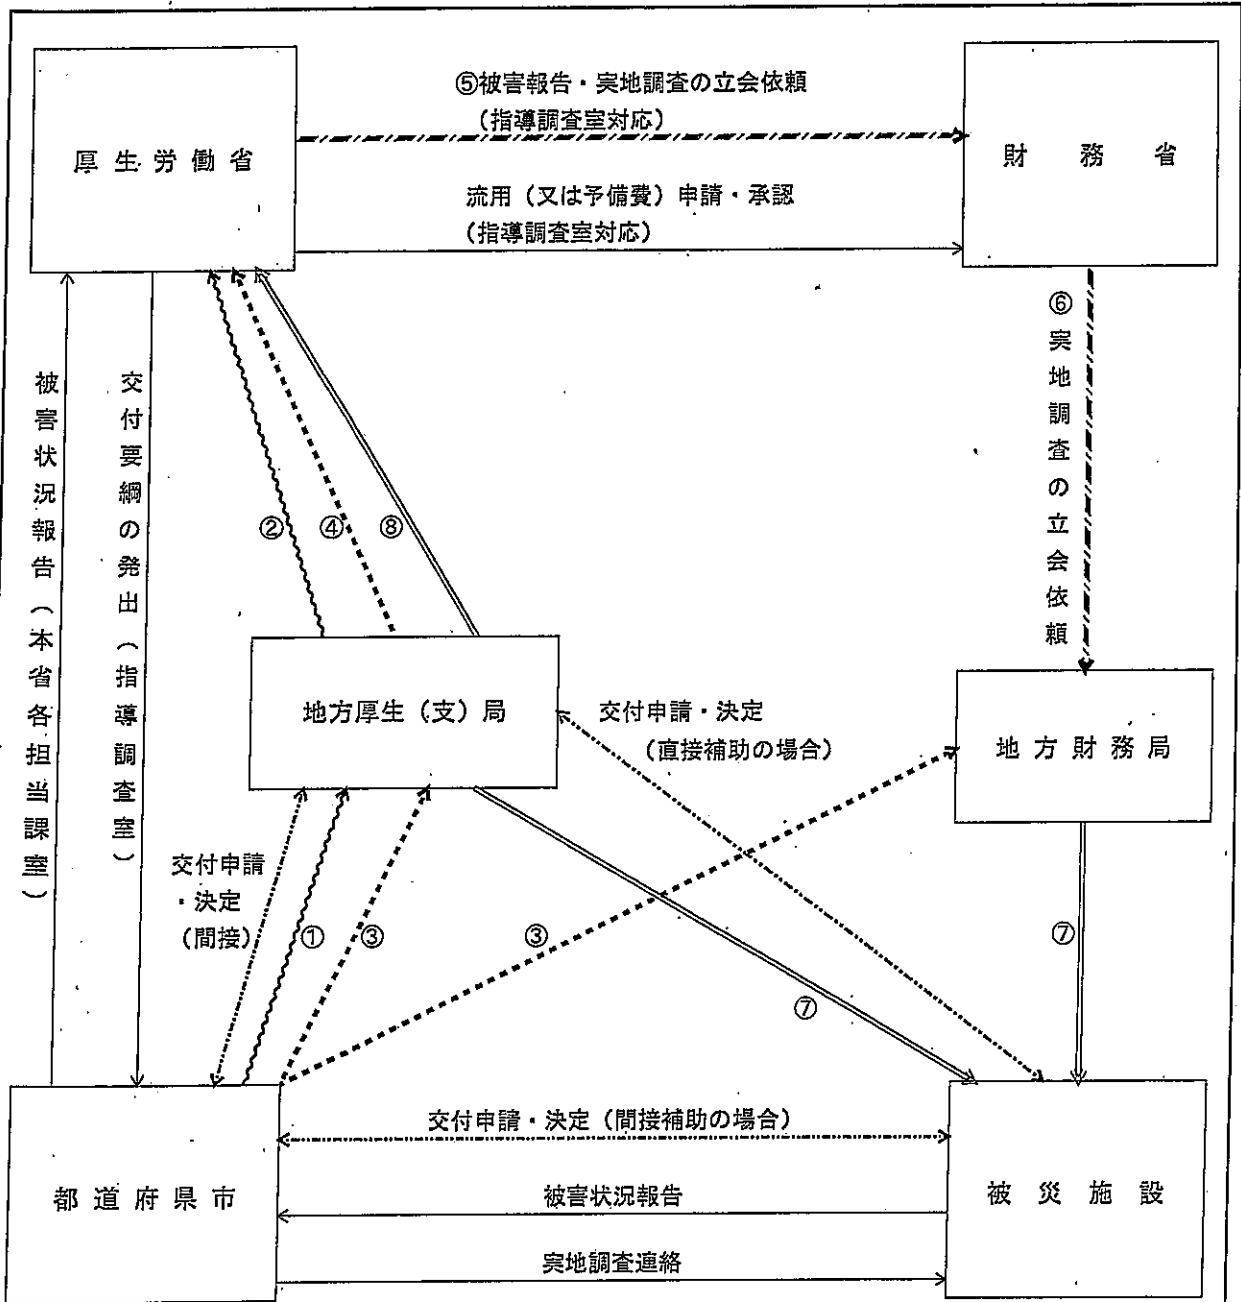 ⑤被害報告・実地調査の立会依頼
（指導調査室対応）
厚生労働省
財務省
流用（又は予備費）申請・承認
（指導調査室対応）
⑥実地調査の立会依頼
被害状況報告（本省各担当課室）
交付要綱の発出（指導調査室）
②
④
⑧
地方厚生（支）局
交付申請・決定
（直接補助の場合）
地方財務局
交付申請
・決定
（間接）
①
③
③
⑦
⑦
都道府県市
交付申請・決定（間接補助の場合）
被災施設
被害状況報告
実地調査連絡